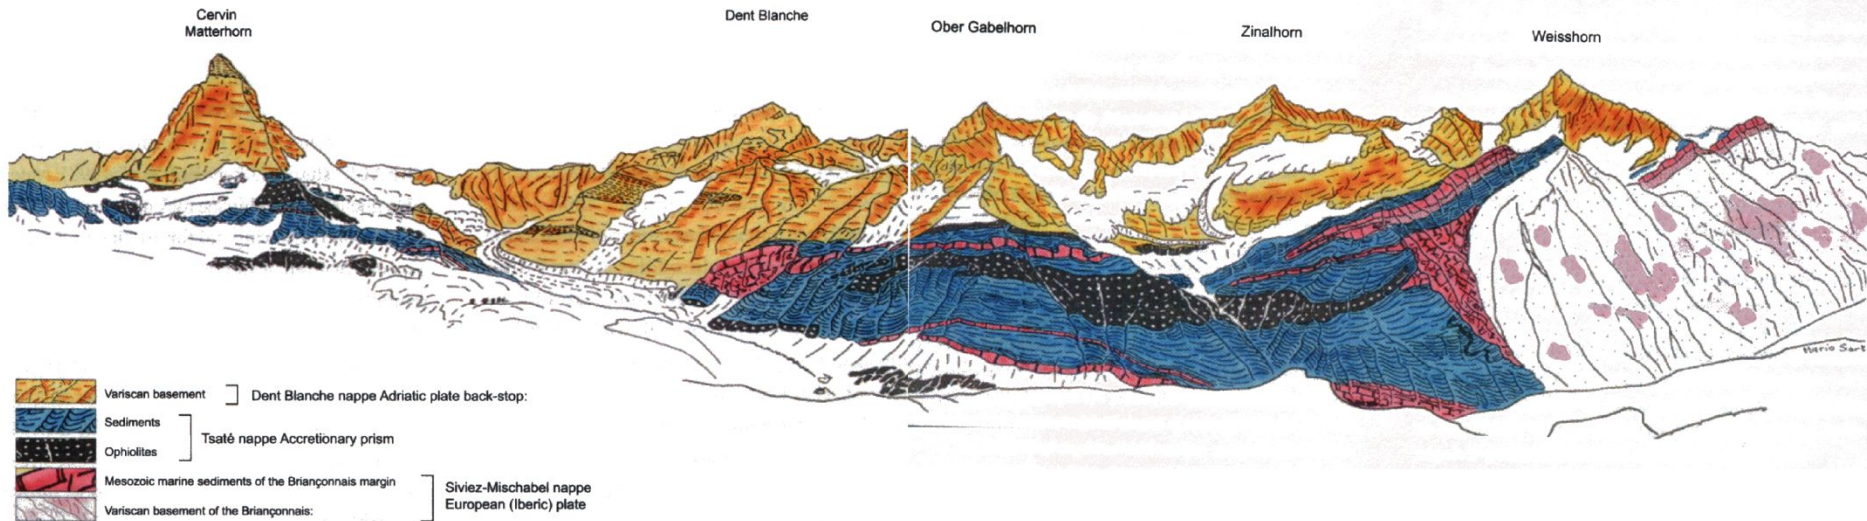 Cervin
Matterhorn
Dent Blanche
Ober Gabelhorn
Zinalhorn
Weisshorn
Mario Sart
Variscan basement
Dent Blanche nappe Adriatic plate back-stop:
Sediments
Ophiolites
Tsaté nappe Accretionary prism
Mesozoic marine sediments of the Briançonnais margin
Variscan basement of the Briançonnais:
Siviez-Mischabel nappe
European (Iberic) plate